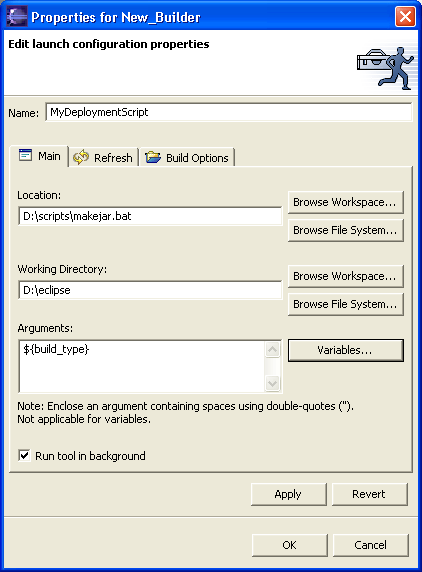 Properties for New_Builder
Edit launch configuration properties
Name: MyDeploymentScript
Main Refresh Build Options
Location:
D:\scripts\makejar.bat
Browse Workspace...
Browse File System...
Working Directory:
D:\eclipse
Browse Workspace...
Browse File System...
Arguments:
${build_type}
Variables...
Note: Enclose an argument containing spaces using double-quotes (").
Not applicable for variables.
Run tool in background
Apply Revert
OK Cancel